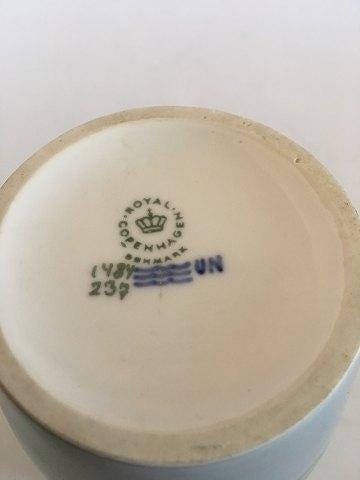 ROYAL
COPENHAGEN
DENMARK
1484 UN
237